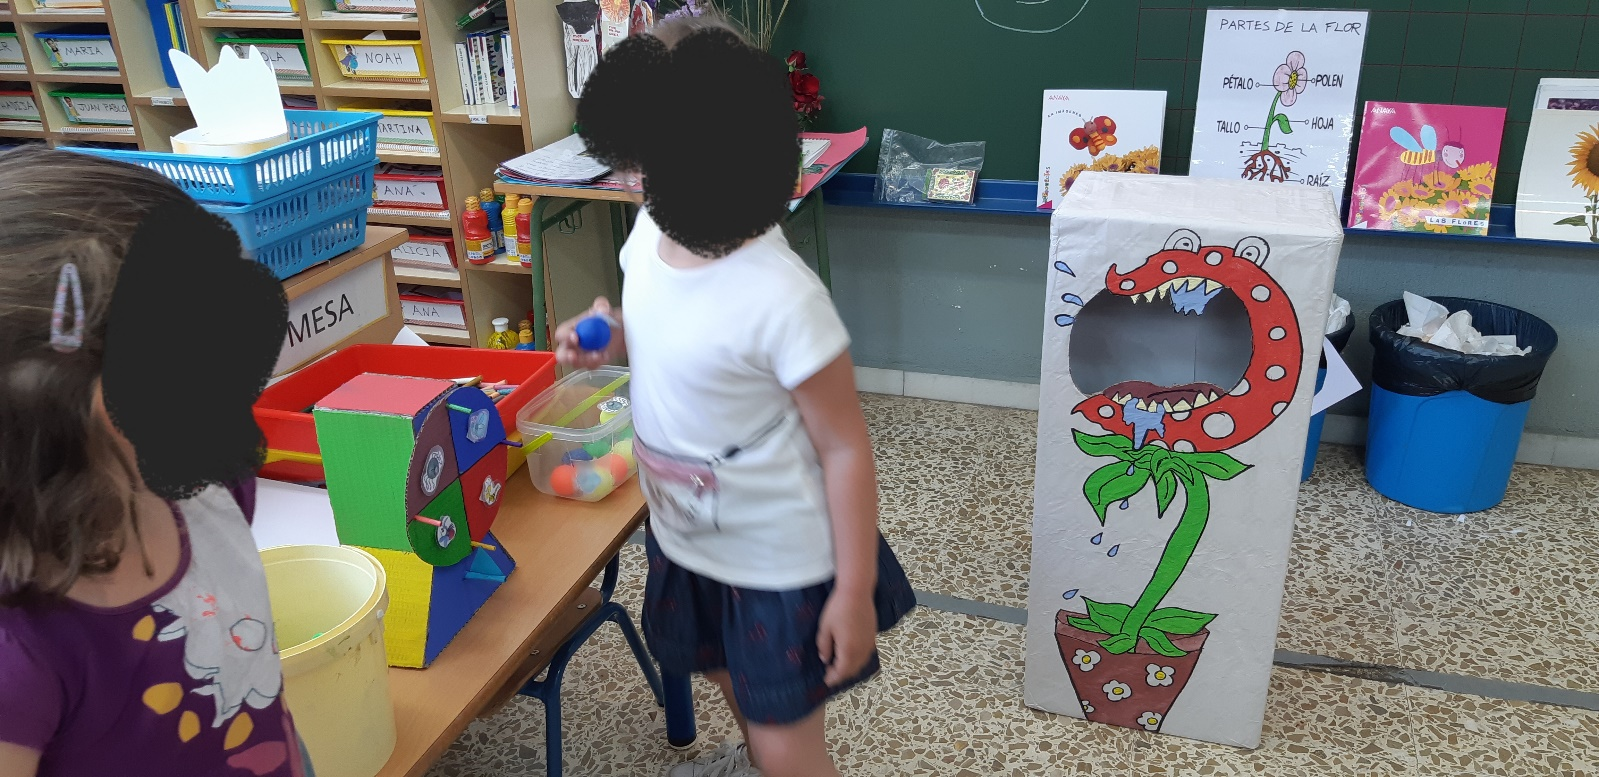 MARIA
NOAH
JUAN PABLO
MARTINA
ANA
ALICIA
ANA
MESA
PARTES DE LA FLOR
PÉTALO
POLEN
TALLO
HOJA
RAÍZ
ANAYA
ANAYA
LAS FLORES